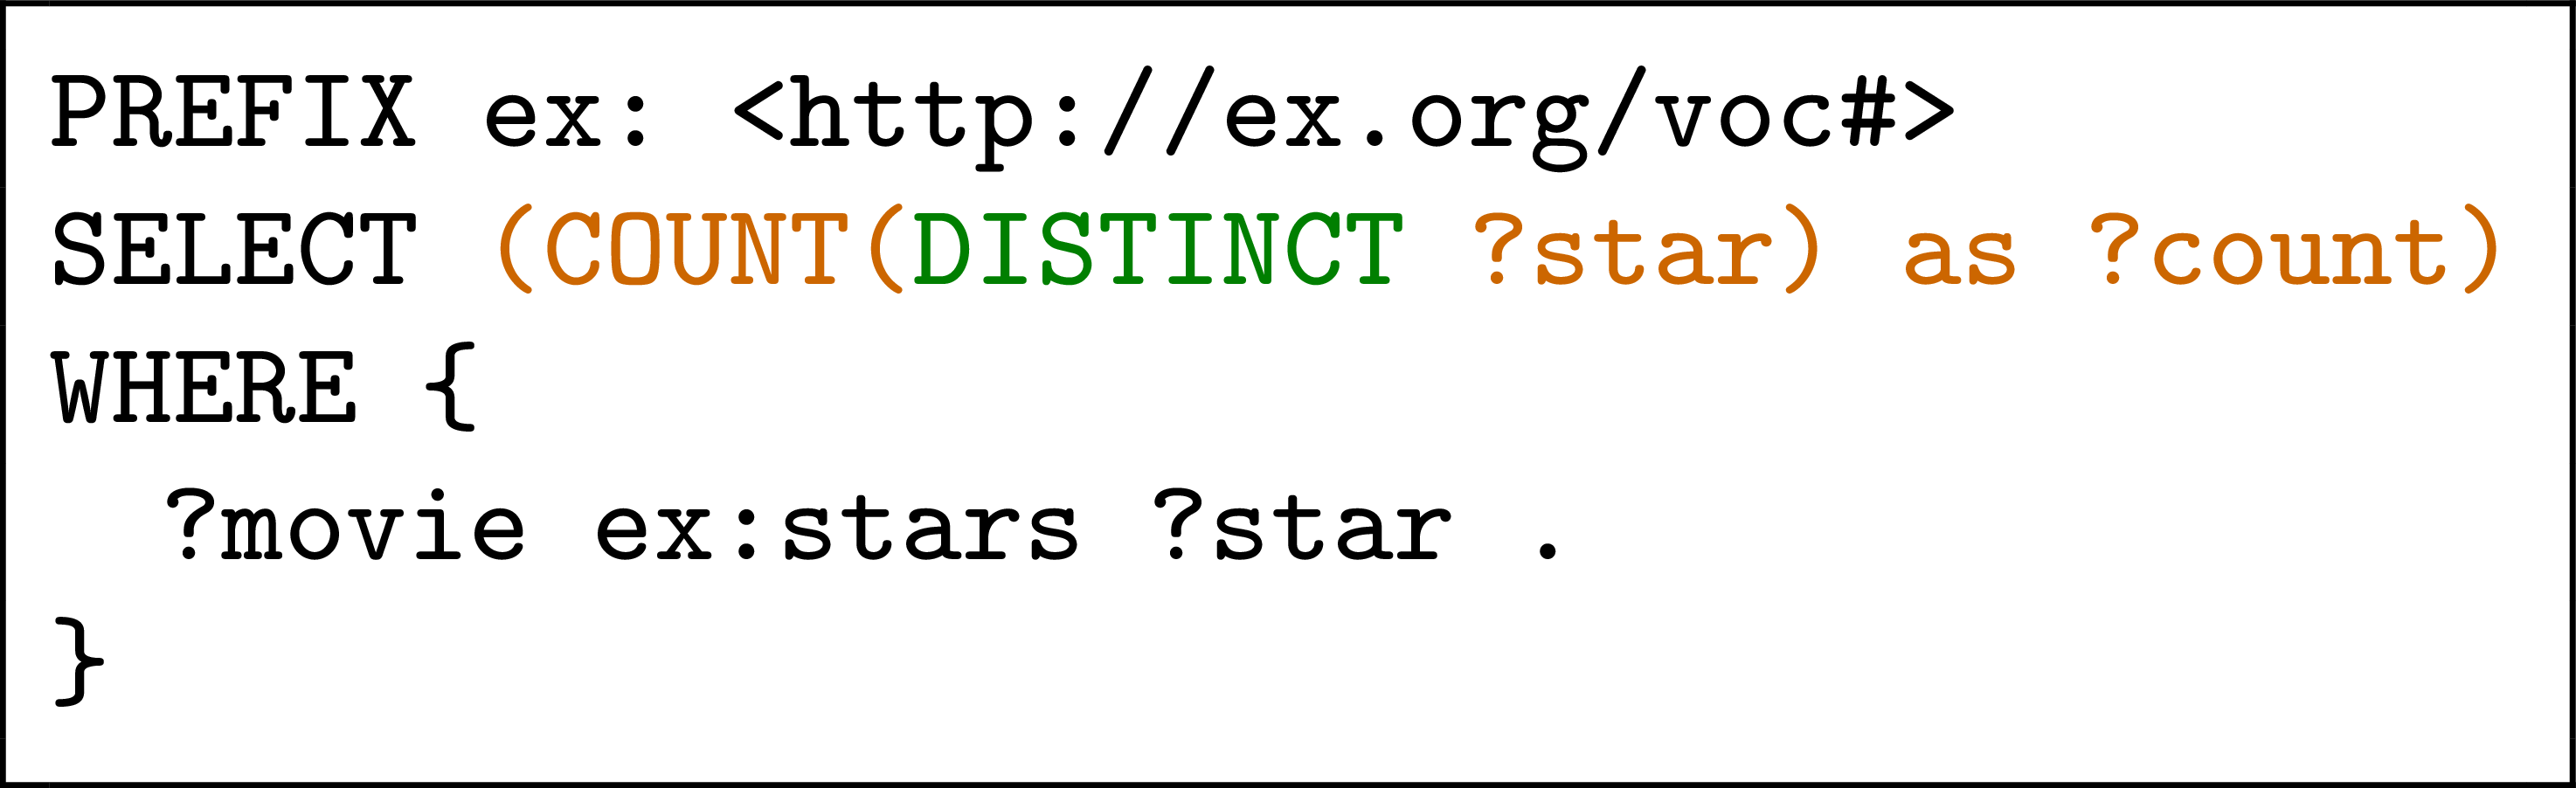 PREFIX ex: <http://ex.org/voc#>
SELECT (COUNT(DISTINCT ?star) as ?count)
WHERE {
  ?movie ex:stars ?star .
}